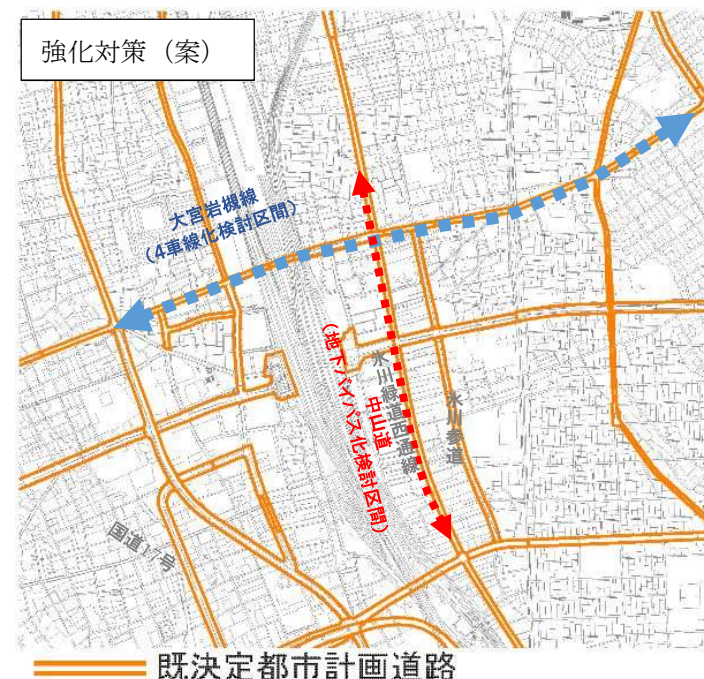 強化対策（案）
大宮岩槻線
（4車線化検討区間）
氷川緑道西通線
中山道
（地下バイパス化検討区間）
氷川参道
国道17号
既決定都市計画道路